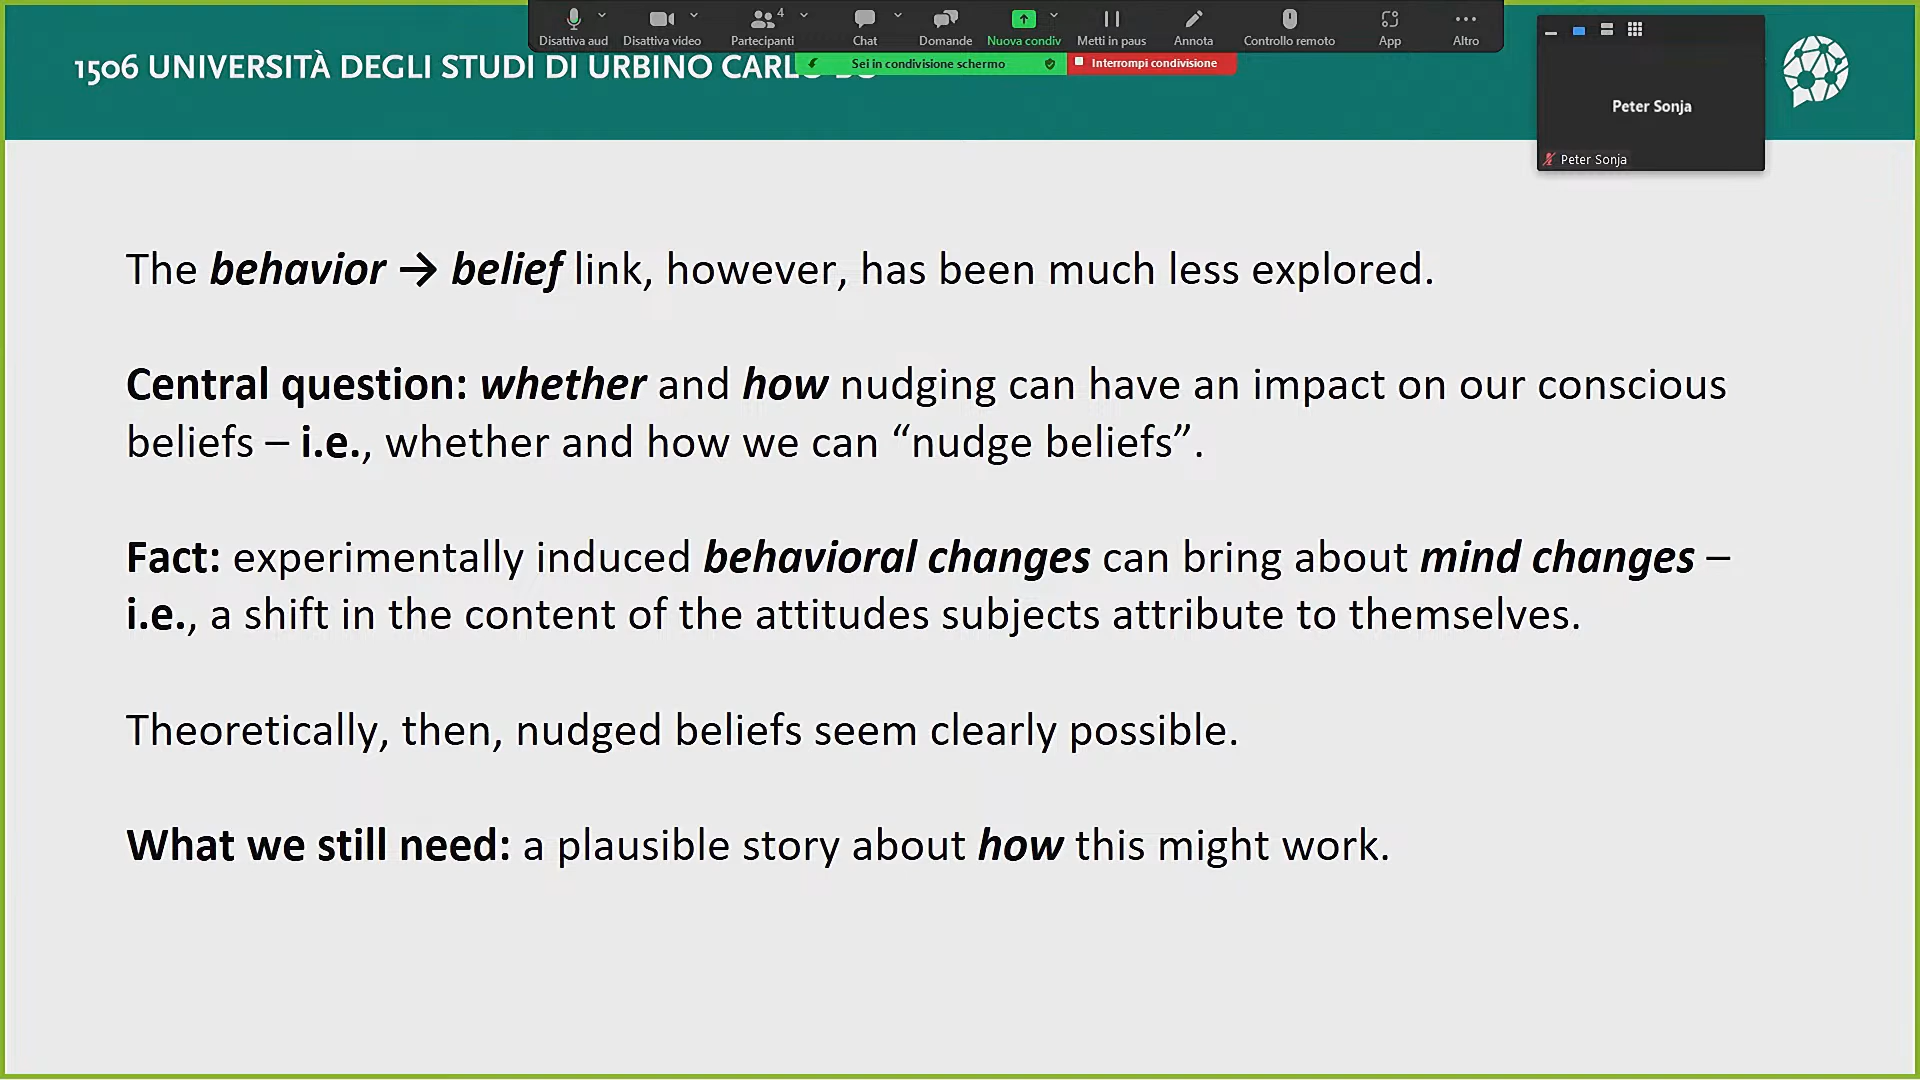 Disattiva aud
Disattiva video
4
Partecipanti
Chat
Domande
Nuova condiv
Metti in paus
Annota
Controllo remoto
App
Altro
Sei in condivisione schermo
Interrompi condivisione
1506 UNIVERSITÀ DEGLI STUDI DI URBINO
Peter Sonja
Peter Sonja
The behavior → belief link, however, has been much less explored.
Central question: whether and how nudging can have an impact on our conscious
beliefs – i.e., whether and how we can “nudge beliefs”.
Fact: experimentally induced behavioral changes can bring about mind changes –
i.e., a shift in the content of the attitudes subjects attribute to themselves.
Theoretically, then, nudged beliefs seem clearly possible.
What we still need: a plausible story about how this might work.